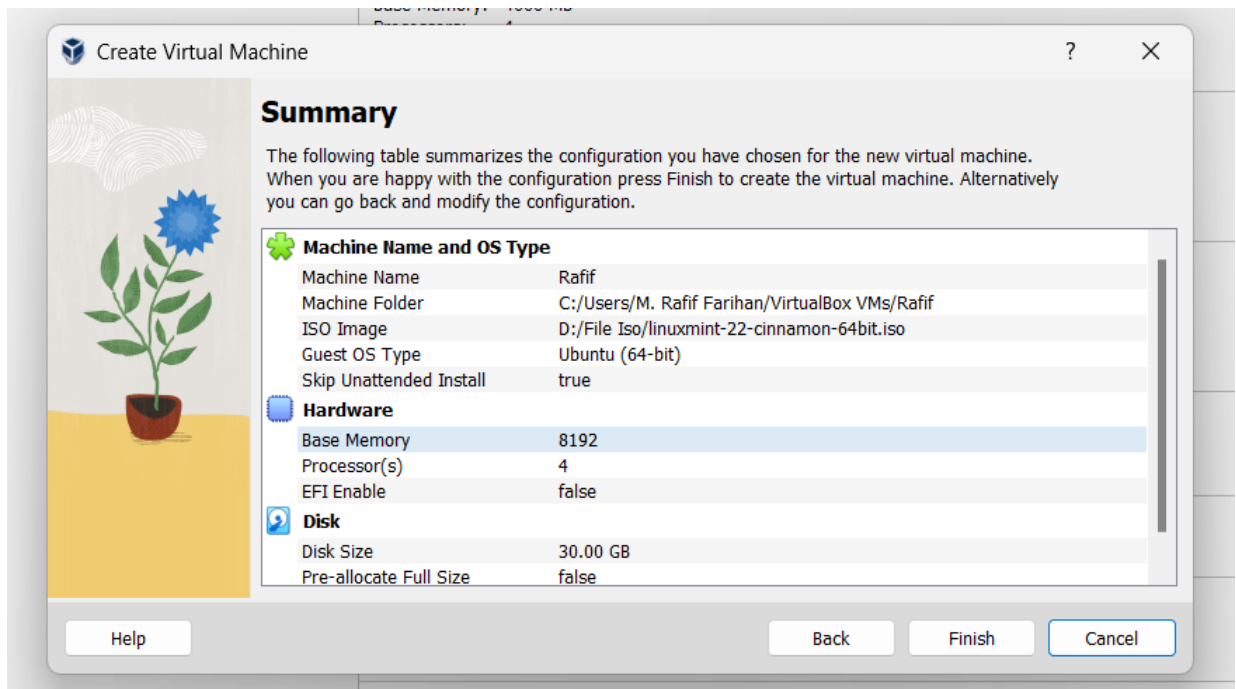 Create Virtual Machine ?
Summary
The following table summarizes the configuration you have chosen for the new virtual machine.
When you are happy with the configuration press Finish to create the virtual machine. Alternatively
you can go back and modify the configuration.
Machine Name and OS Type
Machine Name Rafif
Machine Folder C:/Users/M. Rafif Farihan/VirtualBox VMs/Rafif
ISO Image D:/File Iso/linuxmint-22-cinnamon-64bit.iso
Guest OS Type Ubuntu (64-bit)
Skip Unattended Install true
Hardware
Base Memory 8192
Processor(s) 4
EFI Enable false
Disk
Disk Size 30.00 GB
Pre-allocate Full Size false
Help Back Finish Cancel